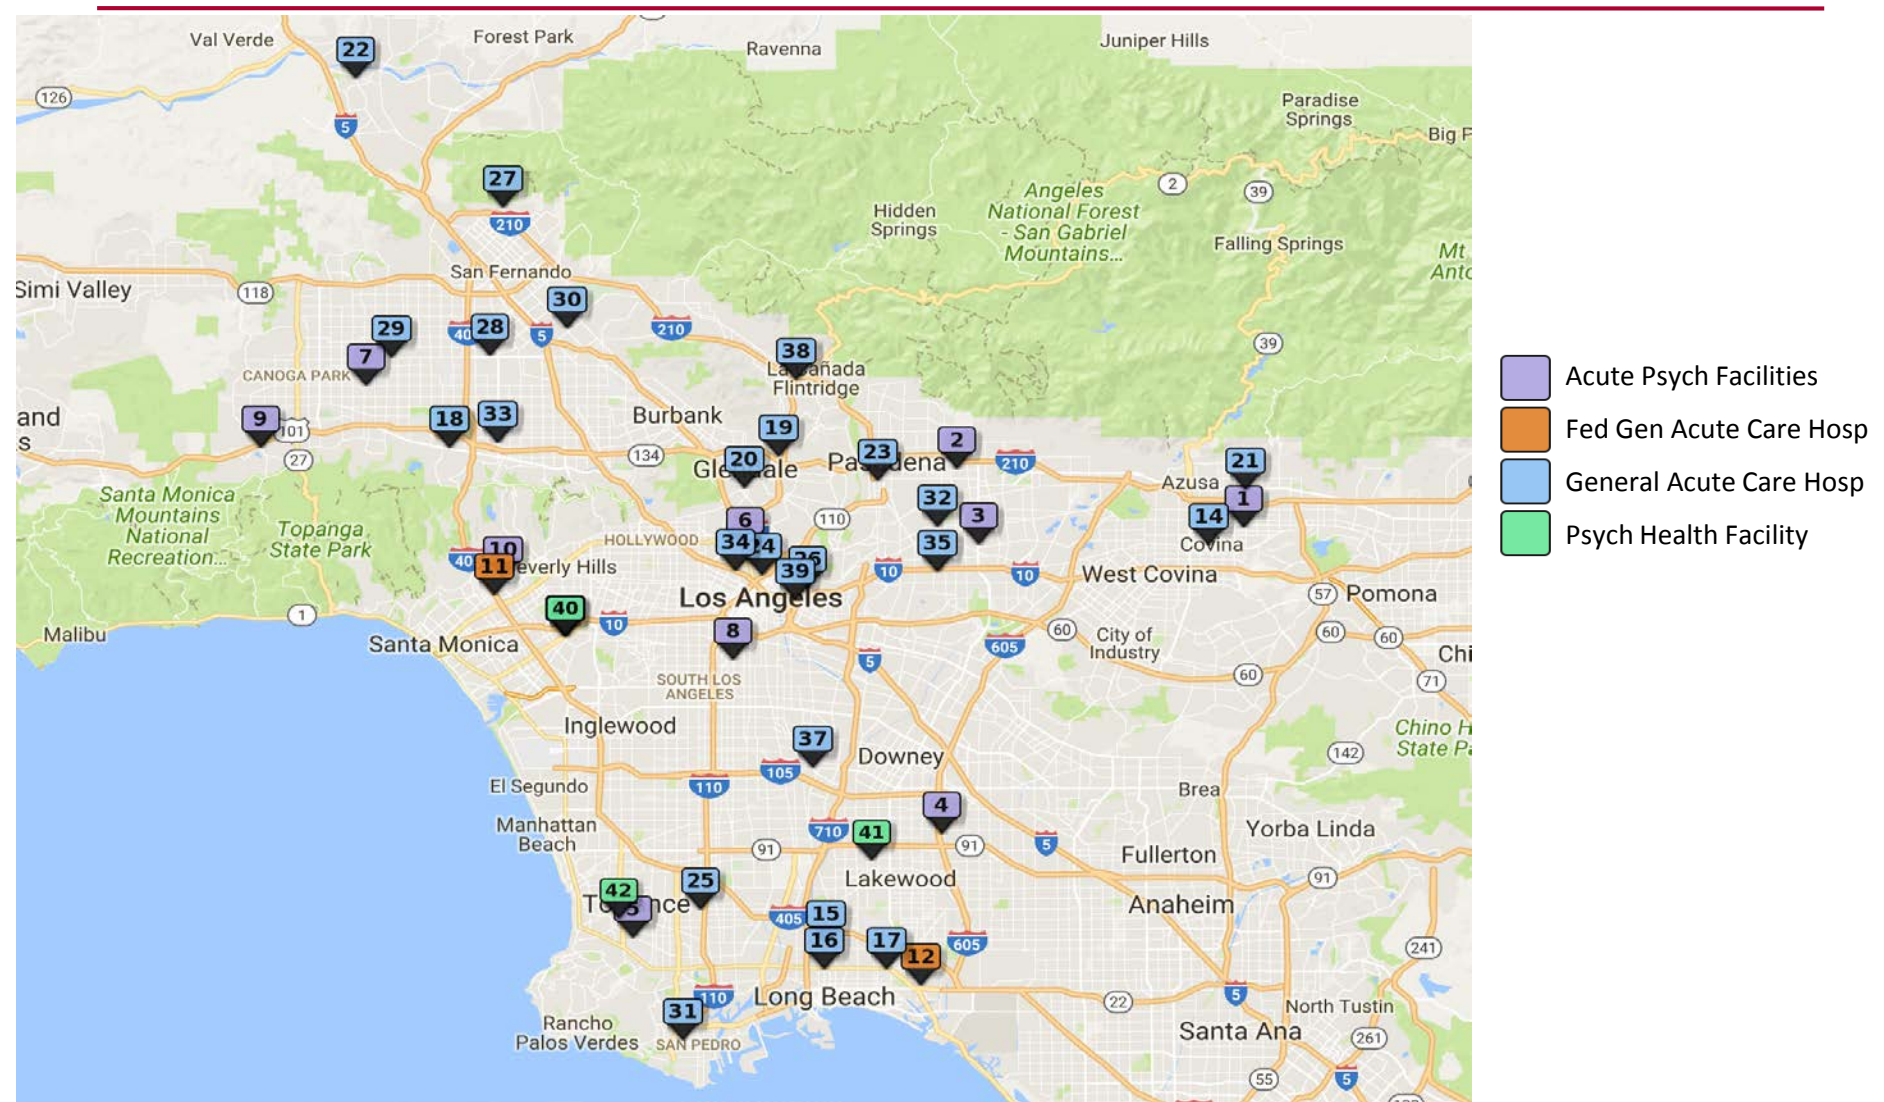 Val Verde
22
Forest Park
Ravenna
Juniper Hills
126
5
Paradise
Springs
Big P
27
210
2
39
Angeles
National Forest
- San Gabriel
Mountains...
Hidden
Springs
Falling Springs
Mt
Anto
San Fernando
Simi Valley
118
30
29
40
28
5
210
7
38
39
La Cañada
Flintridge
CANOGA PARK
Acute Psych Facilities
and
s
9
101
18
33
Burbank
19
2
Fed Gen Acute Care Hosp
27
134
20
Glendale
23
Pasadena
210
21
Azusa
General Acute Care Hosp
Santa Monica
Mountains
National
Recreation...
Topanga
State Park
32
1
6
110
3
14
Psych Health Facility
HOLLYWOOD
34
24
35
Covina
10
40
11
everly Hills
26
39
10
10
West Covina
Los Angeles
57
Pomona
1
40
10
8
60
City of
Industry
60
60
Malibu
Santa Monica
605
5
Chi
SOUTH LOS
ANGELES
60
71
Inglewood
37
Downey
142
Chino H
State Pa
105
110
El Segundo
Brea
4
Manhattan
Beach
710
41
91
91
5
Yorba Linda
Fullerton
42
25
Lakewood
91
Torrance
5
405
15
Anaheim
16
17
12
605
241
110
Long Beach
22
5
North Tustin
31
Rancho
Palos Verdes
SAN PEDRO
Santa Ana
261
55
5